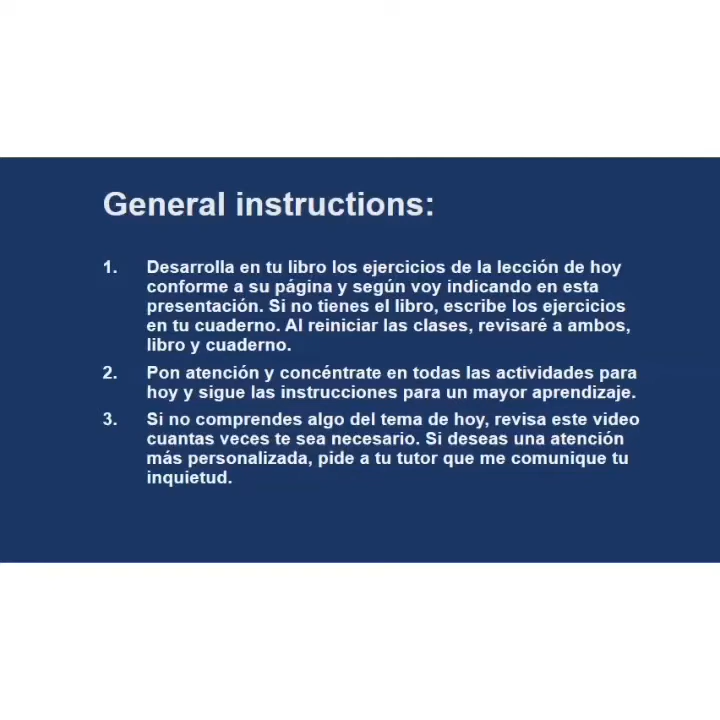 General instructions:
1. Desarrolla en tu libro los ejercicios de la lección de hoy
conforme a su página y según voy indicando en esta
presentación. Si no tienes el libro, escribe los ejercicios
en tu cuaderno. Al reiniciar las clases, revisaré a ambos,
libro y cuaderno.
2. Pon atención y concéntrate en todas las actividades para
hoy y sigue las instrucciones para un mayor aprendizaje.
3. Si no comprendes algo del tema de hoy, revisa este video
cuantas veces te sea necesario. Si deseas una atención
más personalizada, pide a tu tutor que me comunique tu
inquietud.